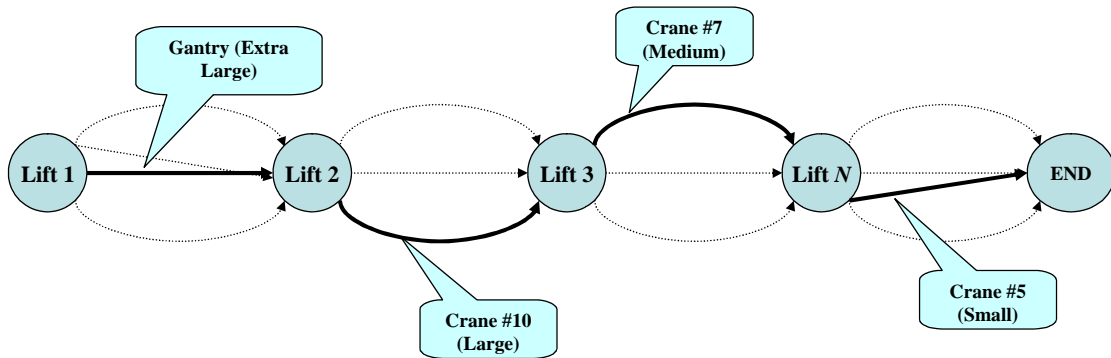 Gantry (Extra
Large)
Crane #7
(Medium)
Lift 1
Lift 2
Lift 3
Lift N
END
Crane #10
(Large)
Crane #5
(Small)